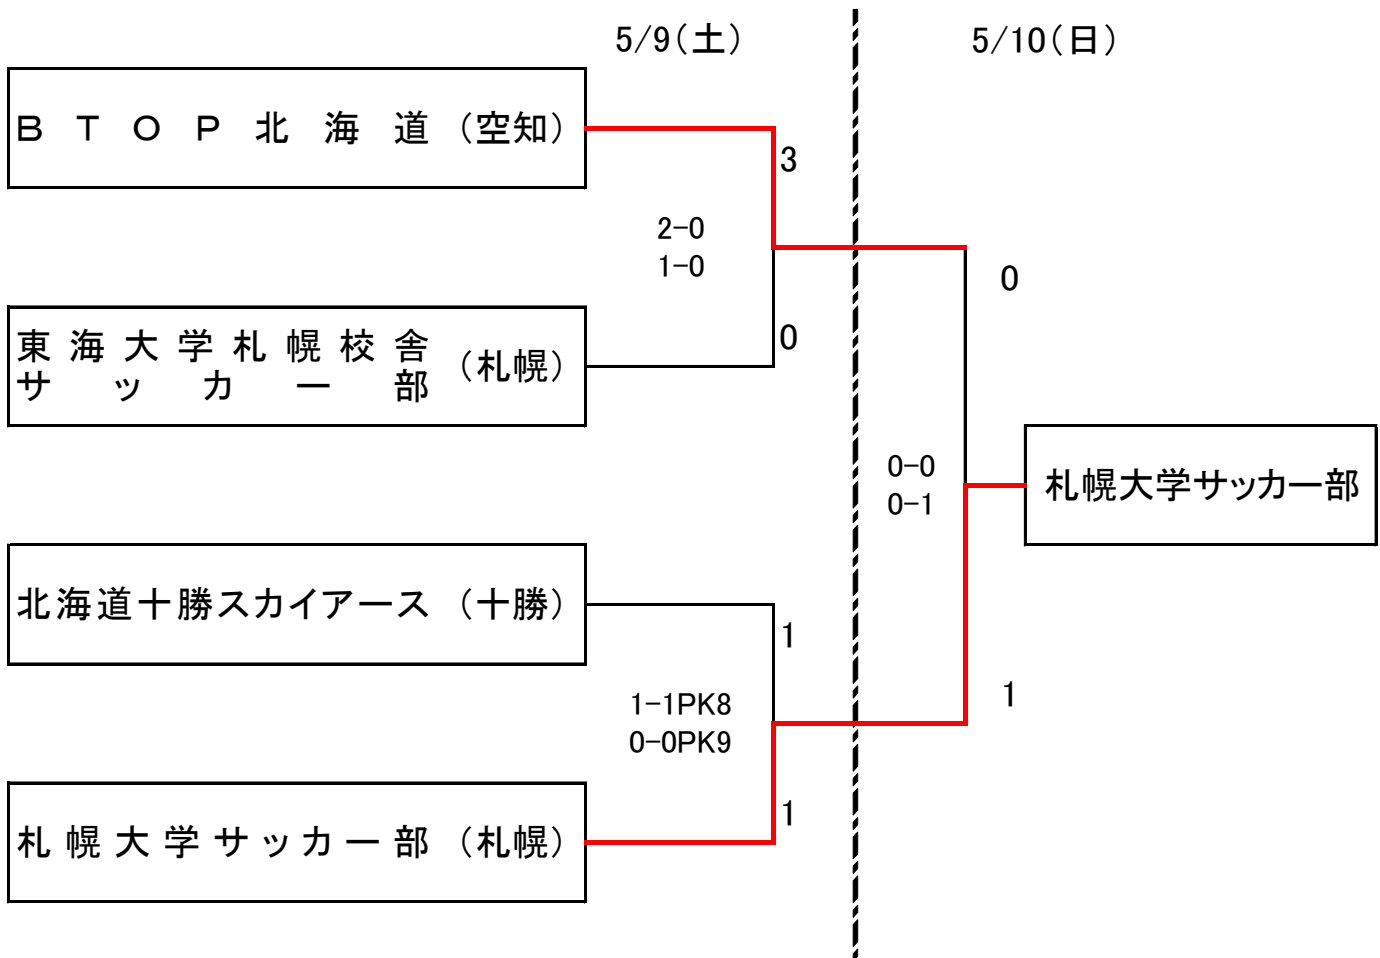 5/9(土)
5/10(日)
BTOP北海道(空知)
3
2-0
1-0
0
東海大学札幌校舎
サッカー部
(札幌)
0
0-0
0-1
札幌大学サッカー部
北海道十勝スカイアース(十勝)
1
1-1PK8
0-0PK9
1
札幌大学サッカー部(札幌)
1